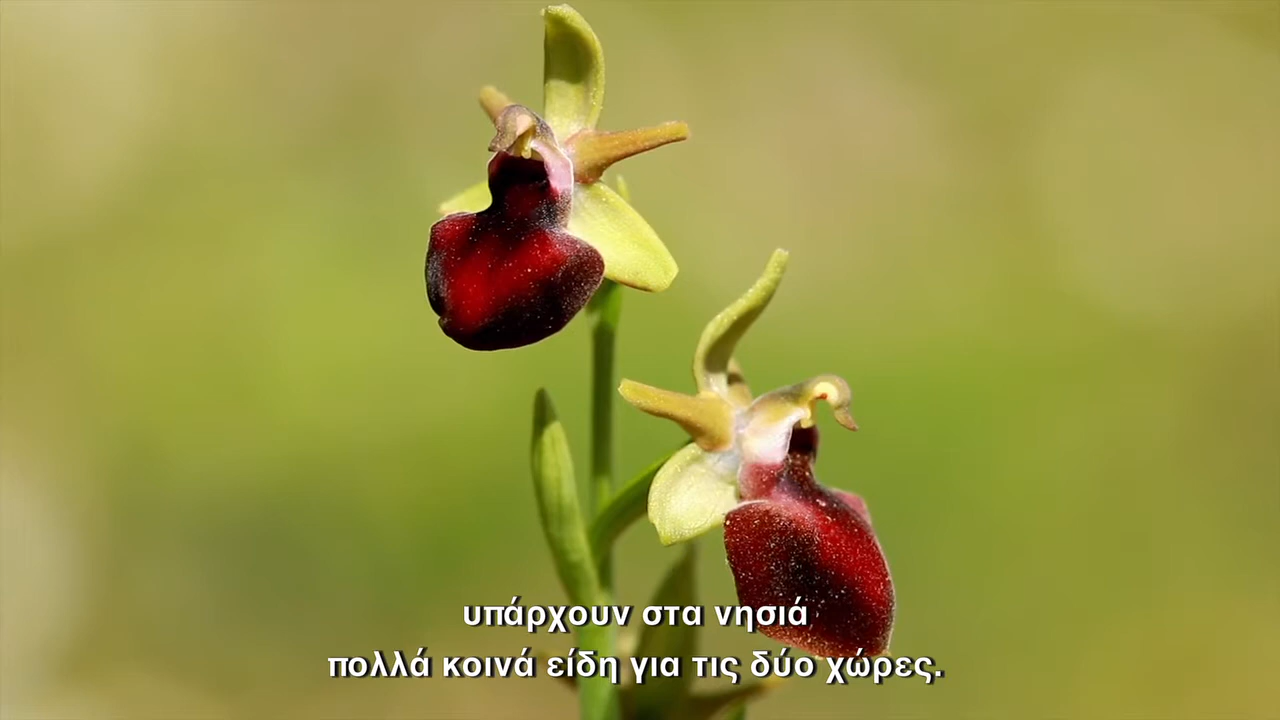 υπάρχουν στα νησιά
πολλά κοινά είδη για τις δύο χώρες.